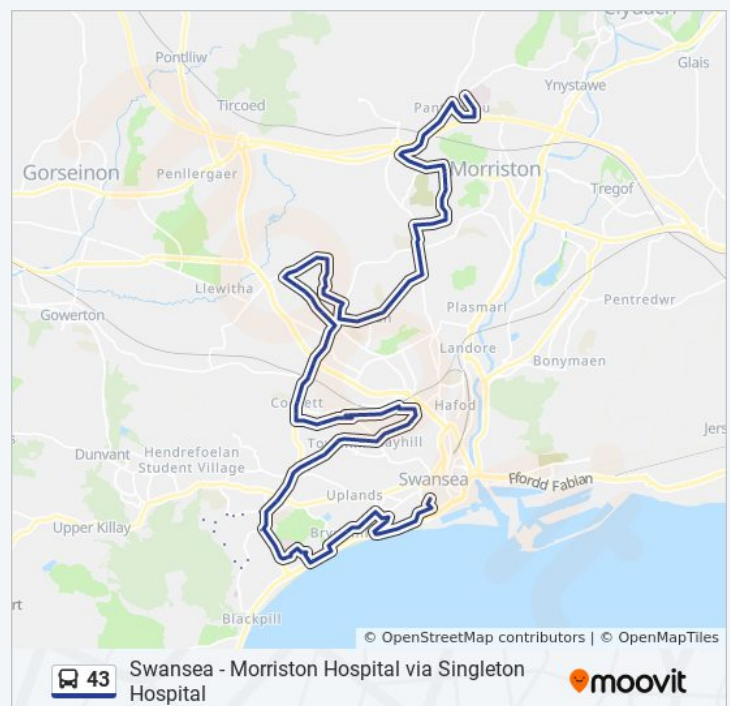 Clydach
Pontlliw
Glais
Ynystawe
Tircoed
Gorseinon
Penllergaer
Morriston
Tregof
Llewitha
Plasmarl
Pentredwr
Gowerton
Landore
Bonymaen
Hafod
Dunvant
Hendrefoelan
Student Village
Swansea
Ffordd Fabian
Uplands
Upper Killay
Blackpill
© OpenStreetMap contributors | © OpenMapTiles
43
Swansea - Morriston Hospital via Singleton
Hospital
moovit